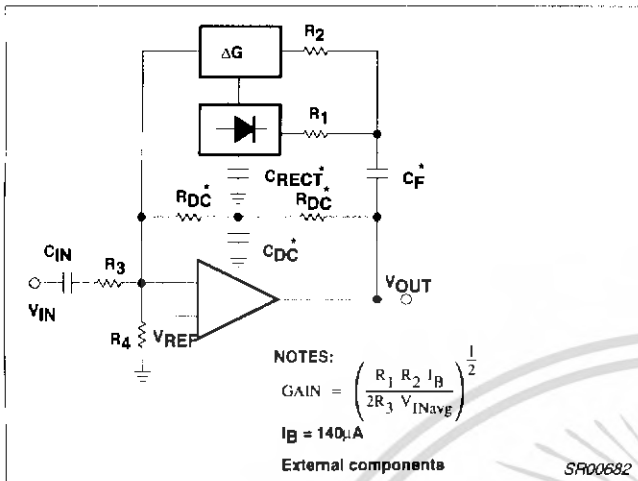 R2
ΔG
R1
CRECT*
CF*
RDC*
RDC*
CIN
R3
CDC*
VIN
VOUT
R4
VREF
NOTES:
GAIN = (R1 R2 IB / 2R3 VINavg)^1/2
IB = 140μA
External components
SR00682